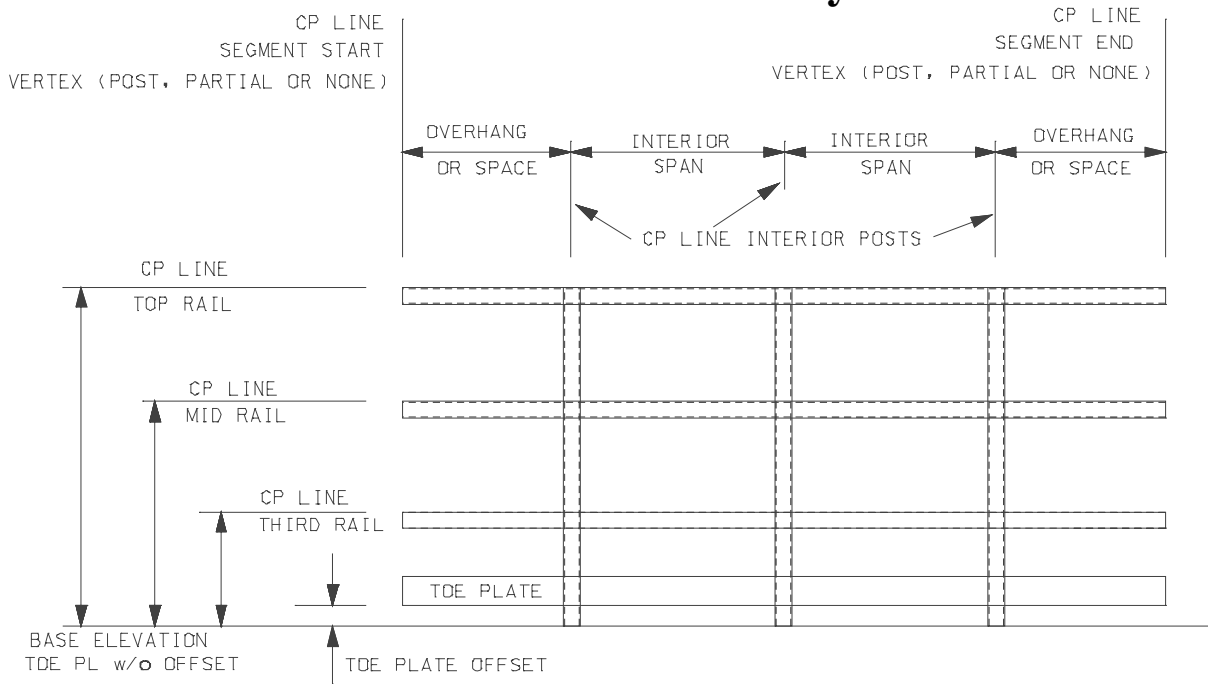 CP LINE
SEGMENT START
VERTEX (POST, PARTIAL OR NONE)
CP LINE
SEGMENT END
VERTEX (POST, PARTIAL OR NONE)
OVERHANG
OR SPACE
INTERIOR
SPAN
INTERIOR
SPAN
OVERHANG
OR SPACE
CP LINE INTERIOR POSTS
CP LINE
TOP RAIL
CP LINE
MID RAIL
CP LINE
THIRD RAIL
TOE PLATE
BASE ELEVATION
TOE PL w/o OFFSET
TOE PLATE OFFSET